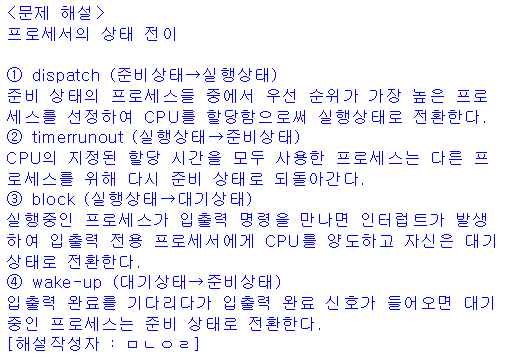 <문제 해설>
프로세서의 상태 전이
① dispatch (준비상태→실행상태)
준비 상태의 프로세스들 중에서 우선 순위가 가장 높은 프로
세스를 선정하여 CPU를 할당함으로써 실행상태로 전환한다.
② timerrunout (실행상태→준비상태)
CPU의 지정된 할당 시간을 모두 사용한 프로세스는 다른 프
로세스를 위해 다시 준비 상태로 되돌아간다.
③ block (실행상태→대기상태)
실행중인 프로세스가 입출력 명령을 만나면 인터럽트가 발생
하여 입출력 전용 프로세서에게 CPU를 양도하고 자신은 대기
상태로 전환한다.
④ wake-up (대기상태→준비상태)
입출력 완료를 기다리다가 입출력 완료 신호가 들어오면 대기
중인 프로세스는 준비 상태로 전환한다.
[해설작성자 : ㅁㄴㅇㄹ]